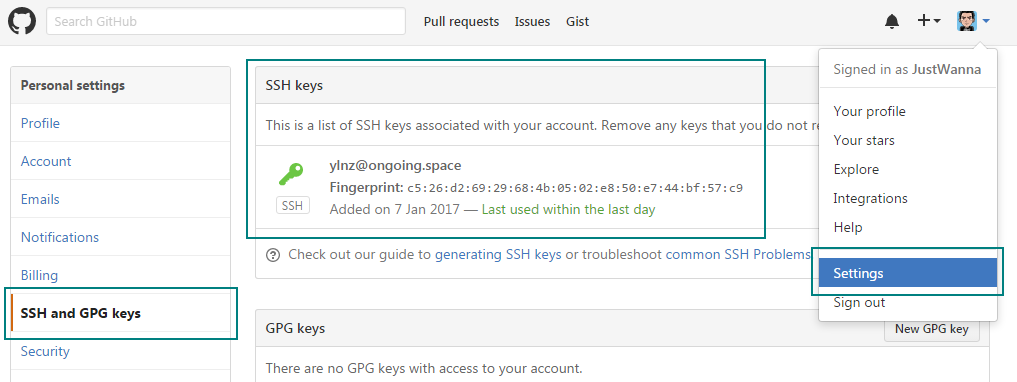 Search GitHub
Pull requests Issues Gist
Signed in as JustWanna
Your profile
Your stars
Explore
Integrations
Help
Settings
Sign out
Personal settings
Profile
Account
Emails
Notifications
Billing
SSH and GPG keys
Security
SSH keys
This is a list of SSH keys associated with your account. Remove any keys that you do not
ylnz@ongoing.space
Fingerprint: c5:26:d2:69:29:68:4b:05:02:e8:50:e7:44:bf:57:c9
SSH
Added on 7 Jan 2017 — Last used within the last day
Check out our guide to generating SSH keys or troubleshoot common SSH Problems
GPG keys
New GPG key
There are no GPG keys with access to your account.